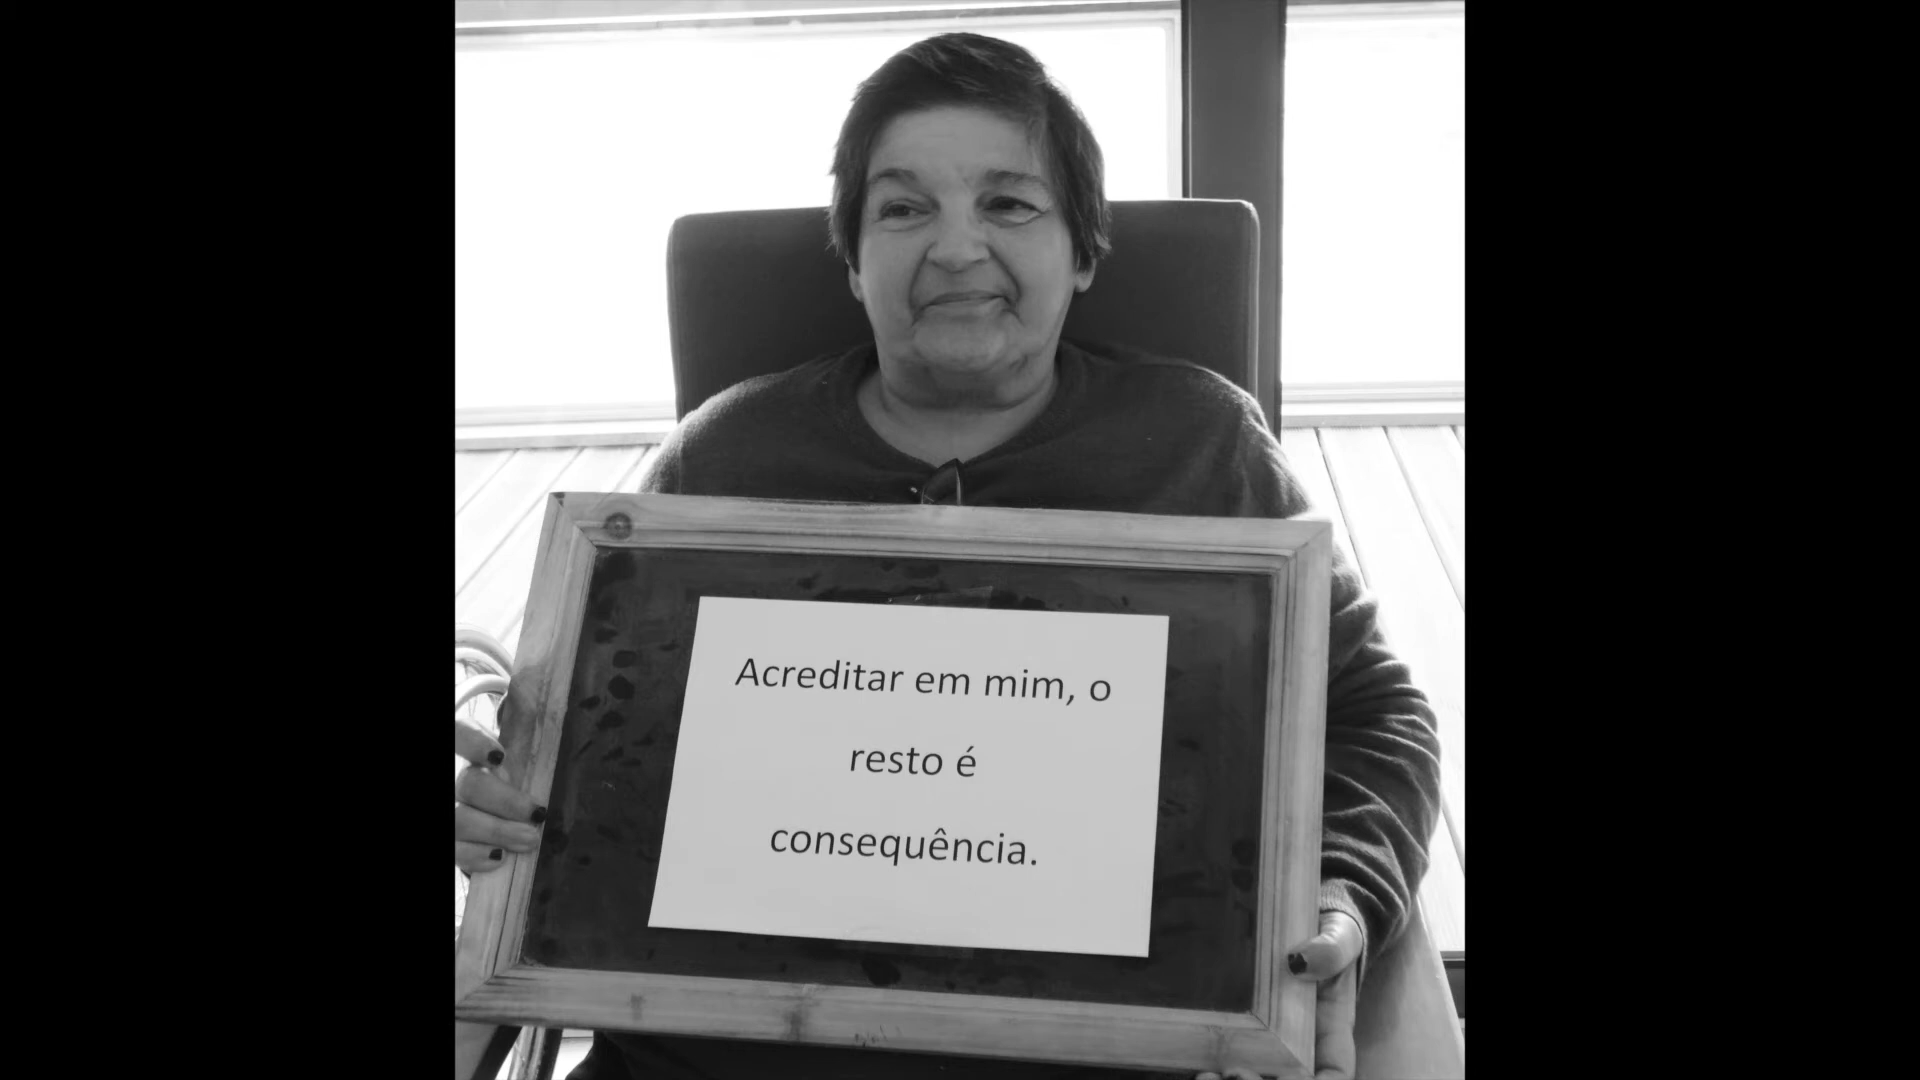 Acreditar em mim, o
resto é
consequência.